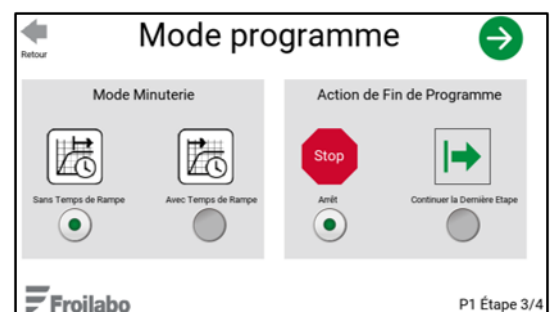 Mode programme
Retour
Mode Minuterie
Action de Fin de Programme
Stop
Sans Temps de Rampe
Avec Temps de Rampe
Arrêt
Continuer la Dernière Etape
Froilabo
P1 Étape 3/4